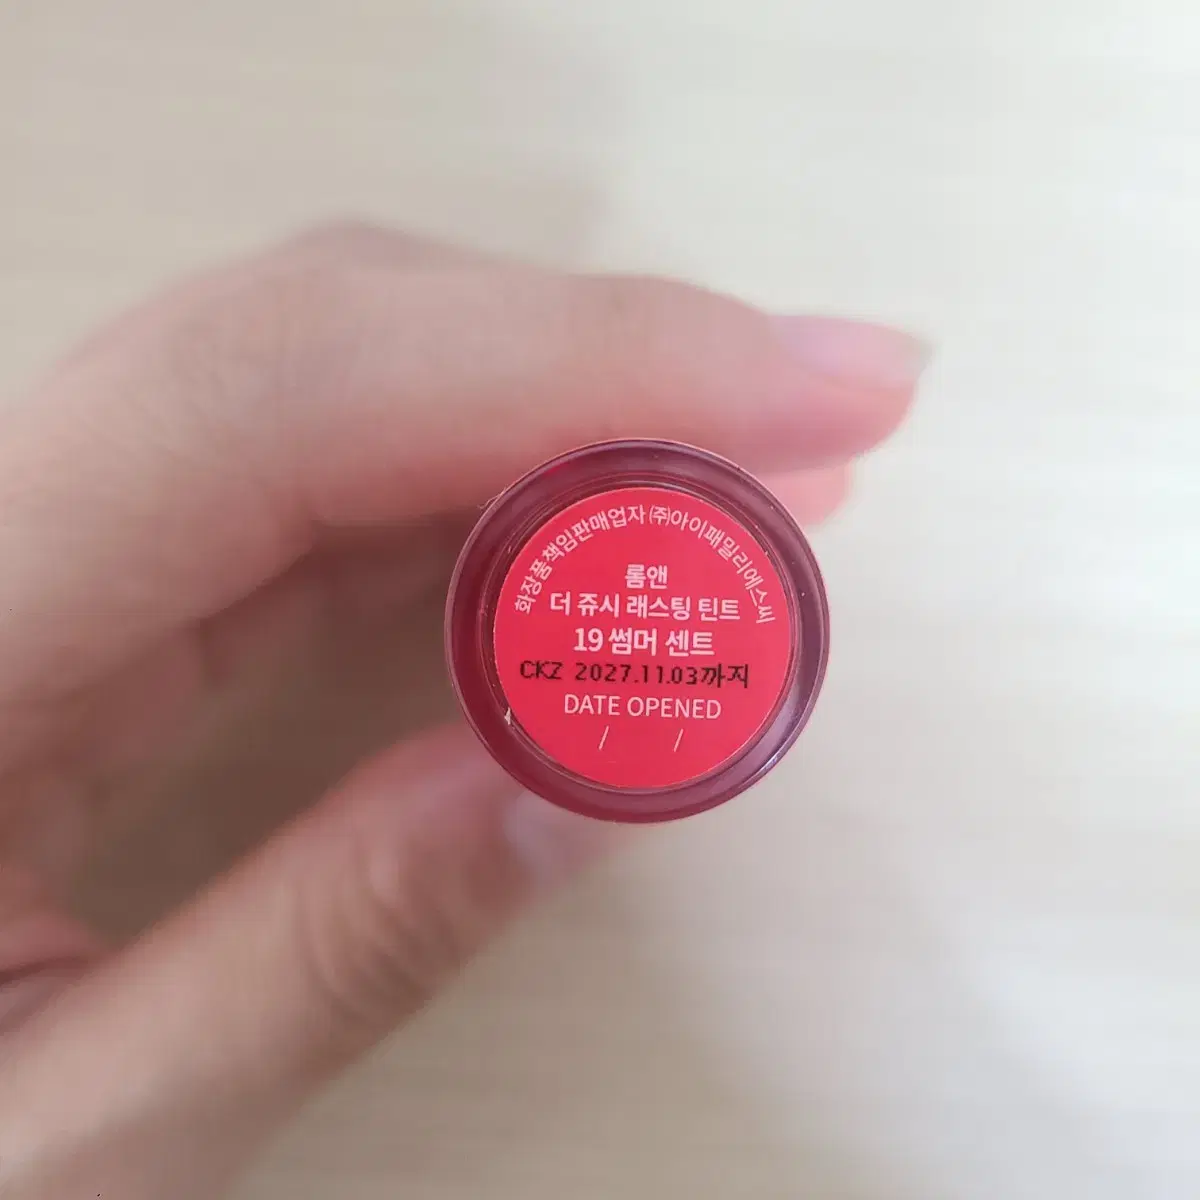 화장품책임판매업자 ㈜아이패밀리에스씨
롬앤
더 쥬시 래스팅 틴트
19 썸머 센트
CKZ 2027.11.03까지
DATE OPENED
/ /